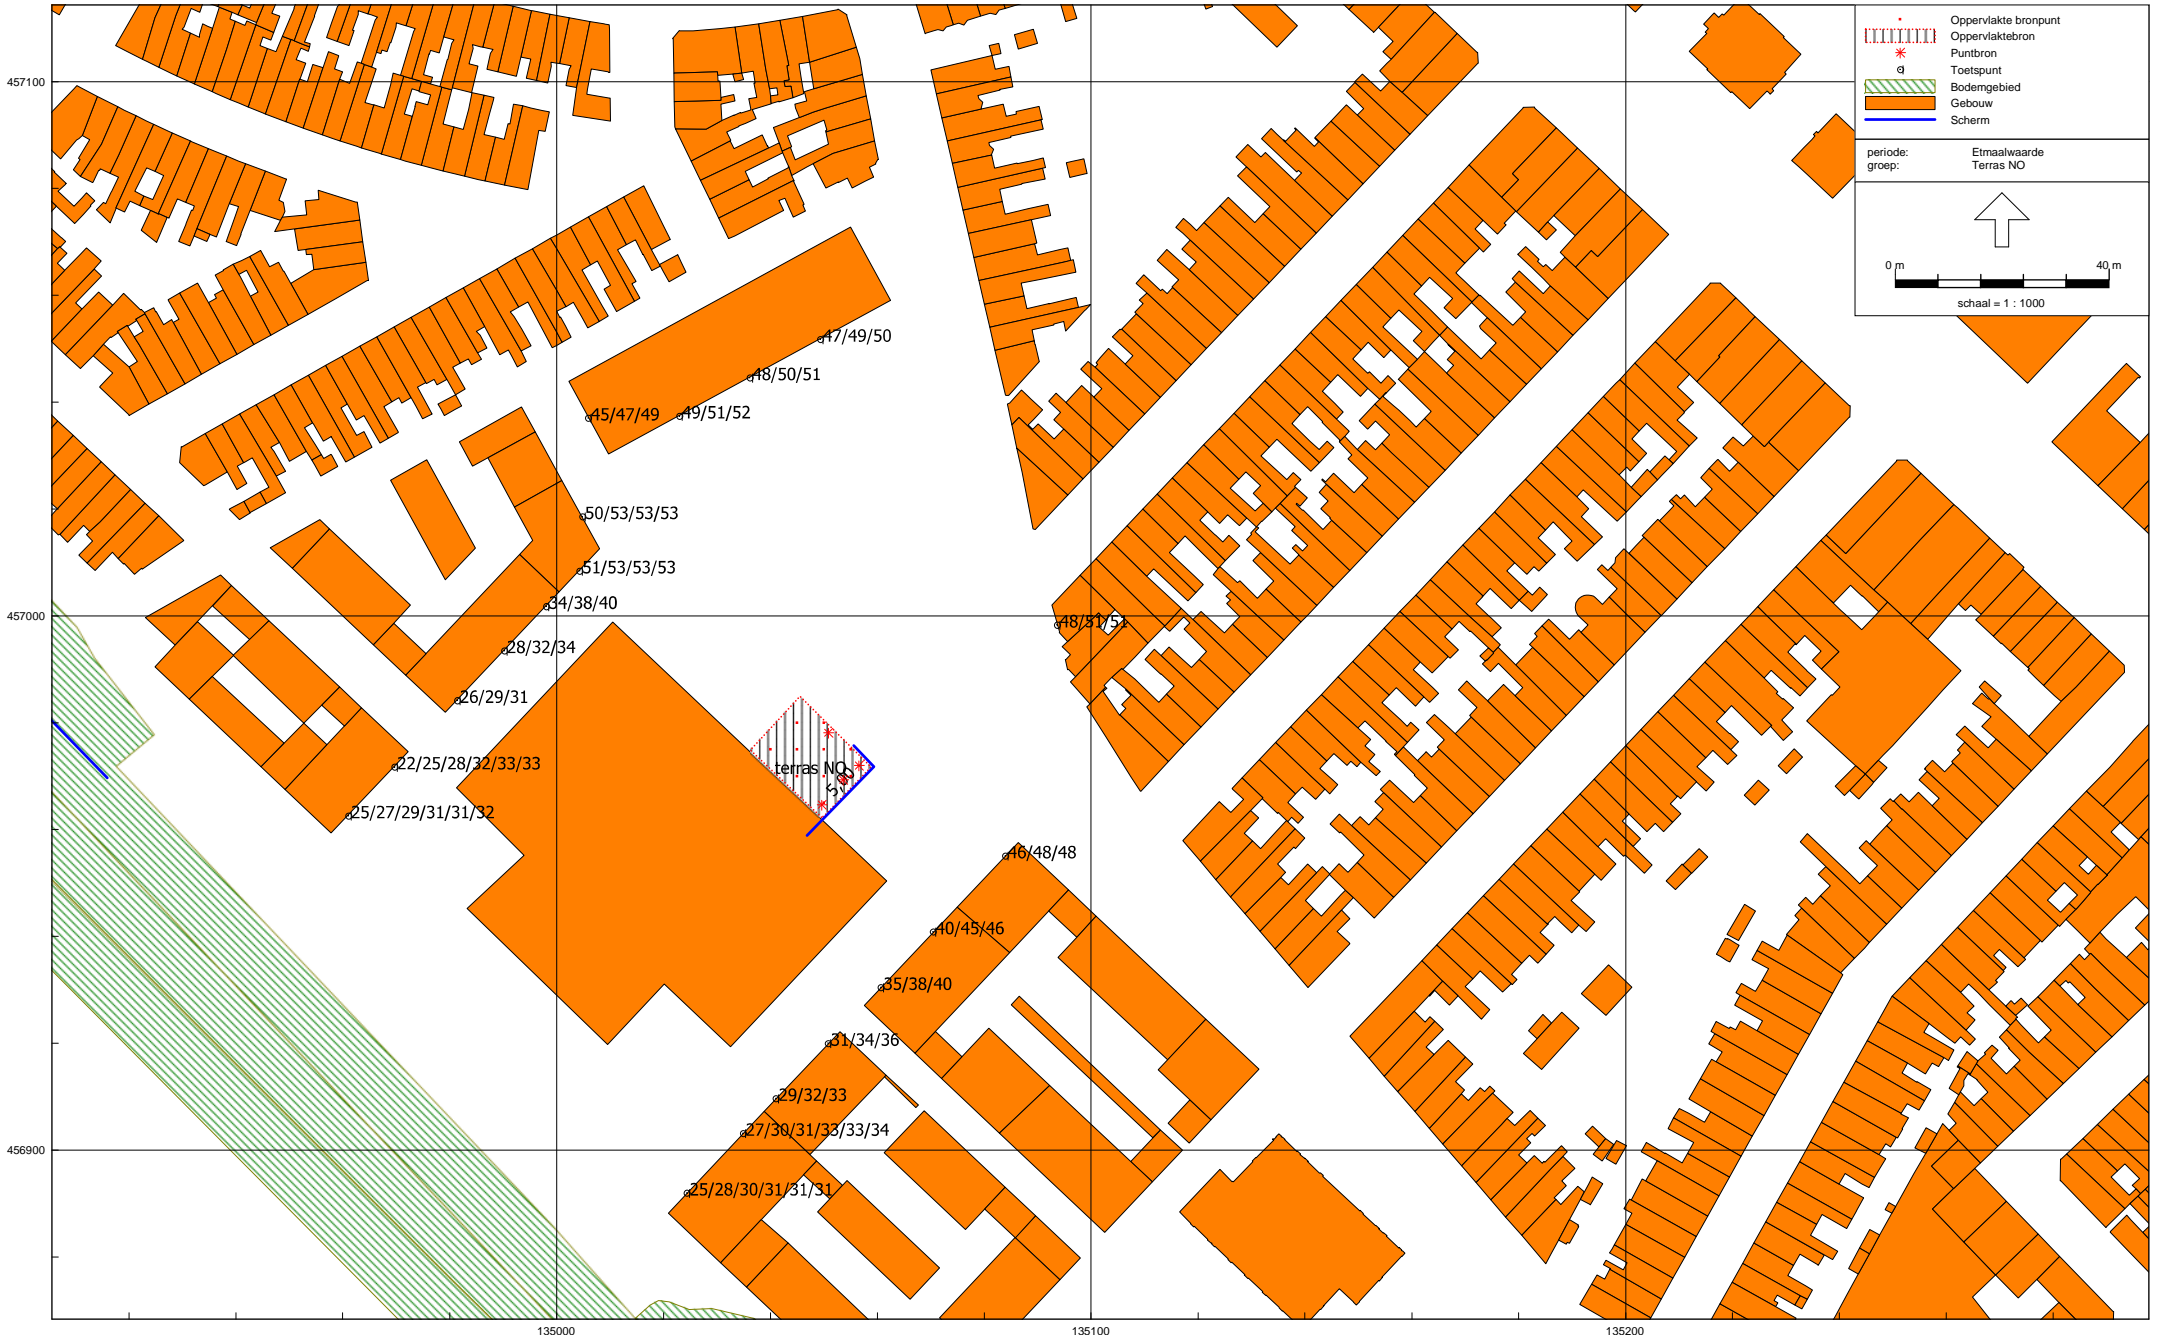 Oppervlakte bronpunt
Oppervlaktebron
Puntbron
Toetspunt
Bodemgebied
Gebouw
Scherm
periode: Etmaalwaarde
groep: Terras NO
0 m 40 m
schaal = 1 : 1000
457100
47/49/50
48/50/51
45/47/49
49/51/52
50/53/53/53
51/53/53/53
34/38/40
457000
48/51/51
28/32/34
26/29/31
22/25/28/32/33/33
terras NO
5,00
25/27/29/31/31/32
46/48/48
40/45/46
35/38/40
31/34/36
29/32/33
27/30/31/33/33/34
456900
25/28/30/31/31/31
135000 135100 135200